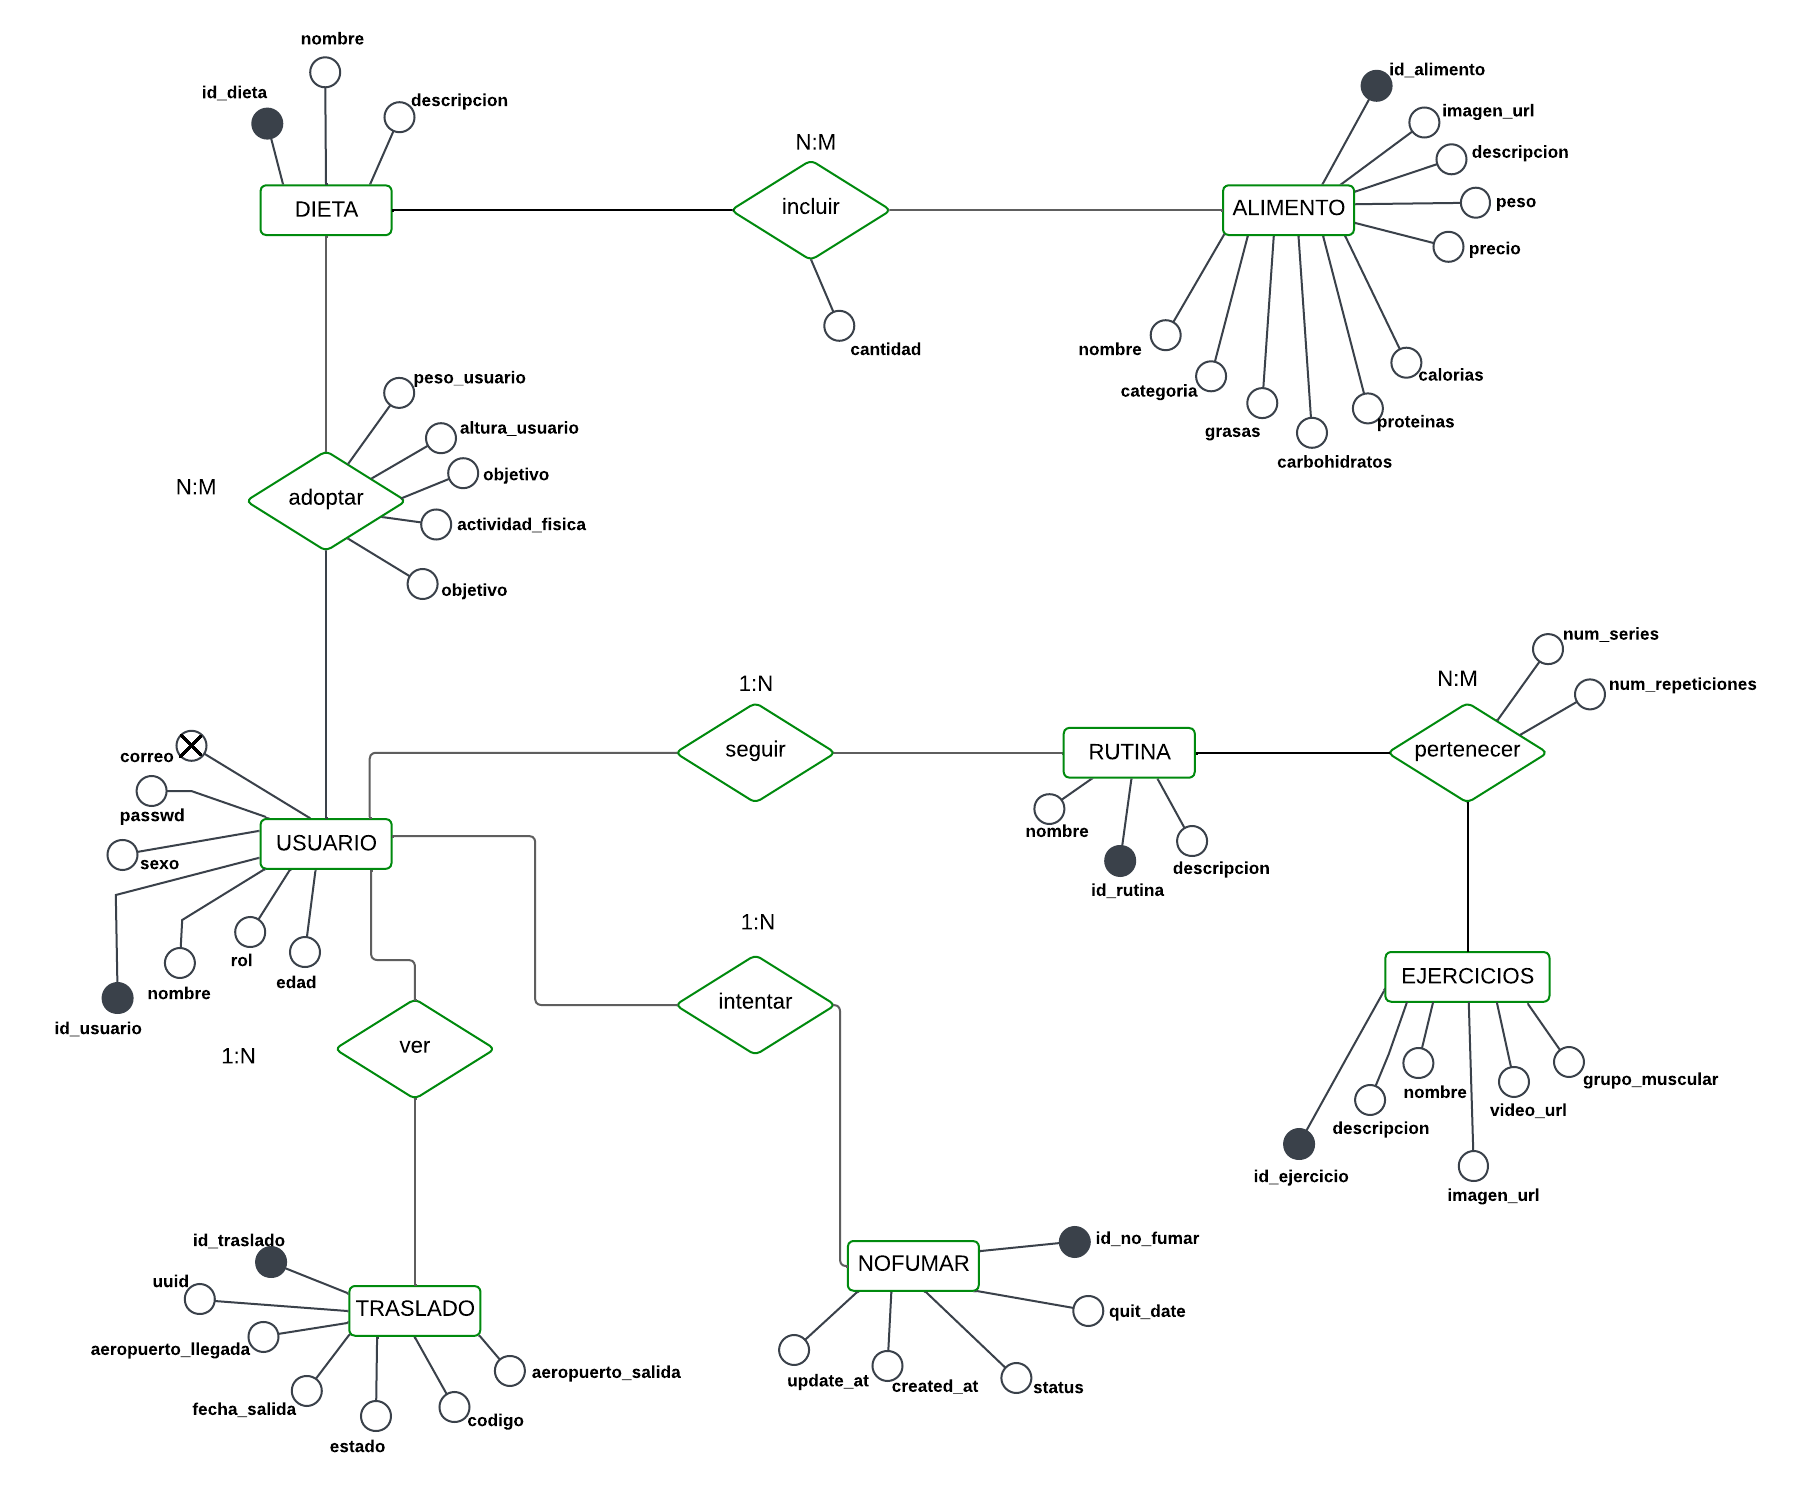 nombre
id_dieta
descripcion
DIETA
N:M
incluir
cantidad
id_alimento
imagen_url
descripcion
peso
precio
ALIMENTO
nombre
categoria
grasas
carbohidratos
proteinas
calorias
peso_usuario
altura_usuario
objetivo
actividad_fisica
objetivo
N:M
adoptar
correo
passwd
sexo
id_usuario
nombre
rol
edad
USUARIO
1:N
seguir
RUTINA
nombre
id_rutina
descripcion
N:M
pertenecer
num_series
num_repeticiones
EJERCICIOS
id_ejercicio
descripcion
nombre
imagen_url
video_url
grupo_muscular
1:N
intentar
1:N
ver
id_traslado
uuid
aeropuerto_llegada
fecha_salida
estado
codigo
aeropuerto_salida
TRASLADO
NOFUMAR
id_no_fumar
quit_date
update_at
created_at
status